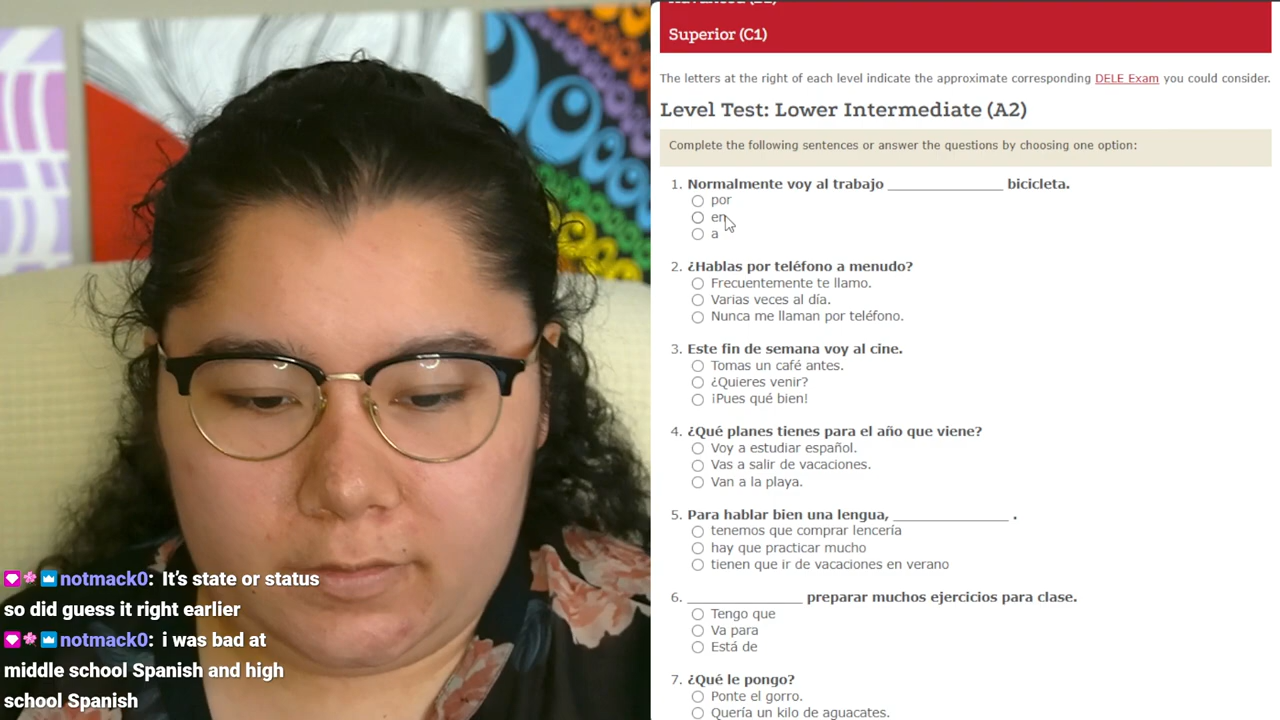 Superior (C1)
The letters at the right of each level indicate the approximate corresponding DELE Exam you could consider.
Level Test: Lower Intermediate (A2)
Complete the following sentences or answer the questions by choosing one option:
1. Normalmente voy al trabajo ______________ bicicleta.
por
en
a
2. ¿Hablas por teléfono a menudo?
Frecuentemente te llamo.
Varias veces al día.
Nunca me llaman por teléfono.
3. Este fin de semana voy al cine.
Tomas un café antes.
¿Quieres venir?
¡Pues qué bien!
4. ¿Qué planes tienes para el año que viene?
Voy a estudiar español.
Vas a salir de vacaciones.
Van a la playa.
5. Para hablar bien una lengua, ______________ .
tenemos que comprar lencería
hay que practicar mucho
tienen que ir de vacaciones en verano
6. ______________ preparar muchos ejercicios para clase.
Tengo que
Va para
Está de
7. ¿Qué le pongo?
Ponte el gorro.
Quería un kilo de aguacates.
notmack0: It's state or status
so did guess it right earlier
notmack0: i was bad at
middle school Spanish and high
school Spanish